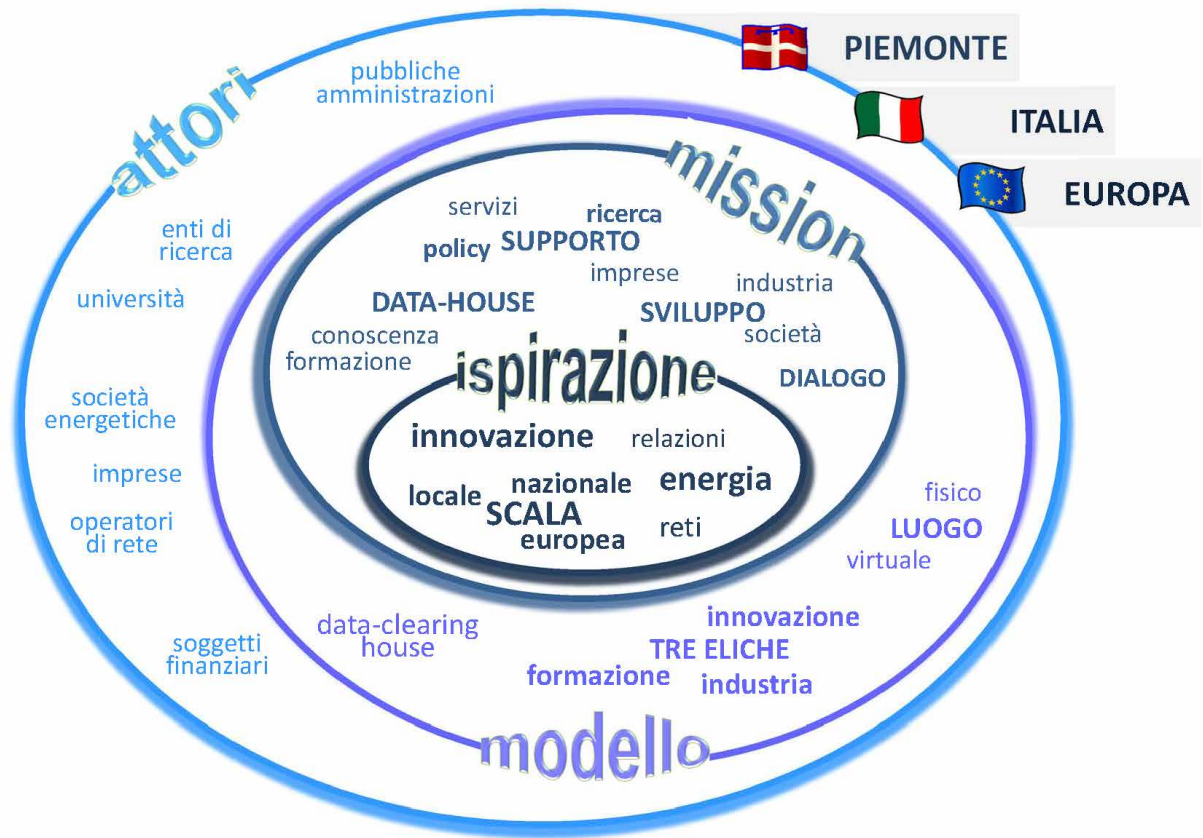 PIEMONTE
ITALIA
EUROPA
attori
pubbliche
amministrazioni
enti di
ricerca
università
società
energetiche
imprese
operatori
di rete
soggetti
finanziari
mission
servizi
ricerca
policy SUPPORTO
imprese
industria
DATA-HOUSE
SVILUPPO
conoscenza
società
formazione
DIALOGO
ispirazione
innovazione
relazioni
nazionale
energia
locale
SCALA
reti
europea
fisico
LUOGO
virtuale
data-clearing
house
innovazione
TRE ELICHE
formazione
industria
modello